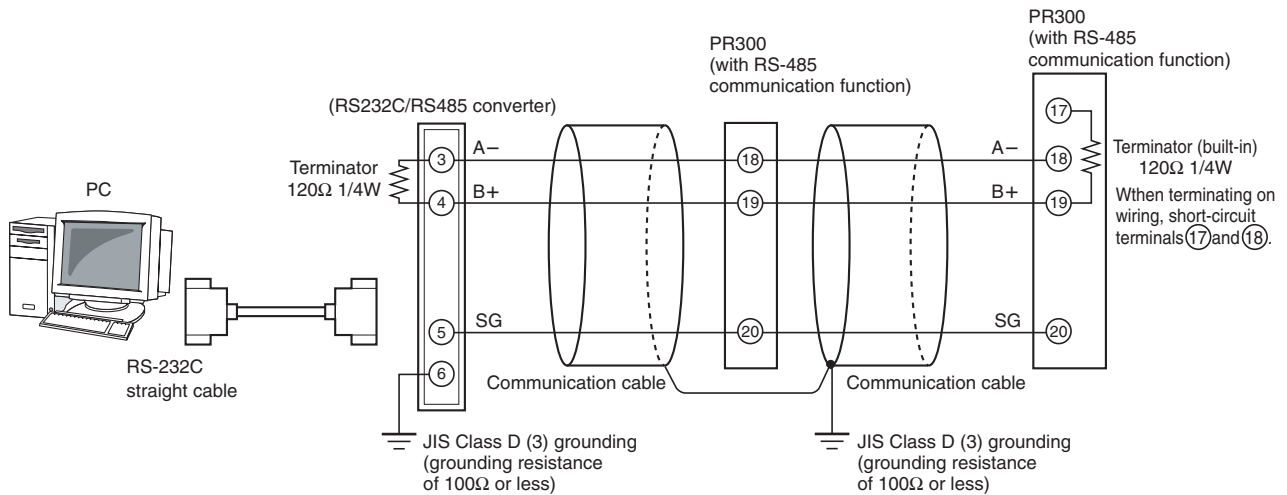 PR300
(with RS-485
communication function)
PR300
(with RS-485
communication function)
(RS232C/RS485 converter)
PC
Terminator
120Ω 1/4W
3
A−
18
A−
4
B+
19
B+
17
18
19
Terminator (built-in)
120Ω 1/4W
Wthen terminating on
wiring, short-circuit
terminals 17 and 18.
5
SG
20
SG
20
6
RS-232C
straight cable
Communication cable
Communication cable
JIS Class D (3) grounding
(grounding resistance
of 100Ω or less)
JIS Class D (3) grounding
(grounding resistance
of 100Ω or less)